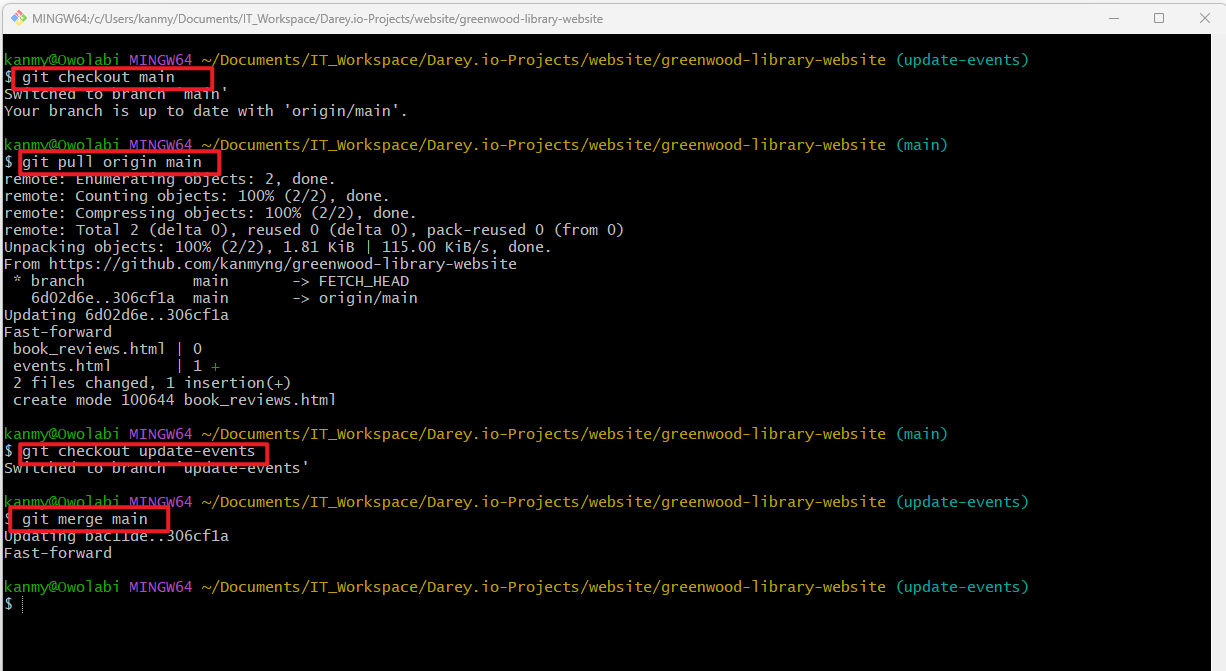 MINGW64:/c/Users/kanmy/Documents/IT_Workspace/Darey.io-Projects/website/greenwood-library-website
kanmy@Owolabi MINGW64 ~/Documents/IT_Workspace/Darey.io-Projects/website/greenwood-library-website (update-events)
$ git checkout main
Switched to branch 'main'
Your branch is up to date with 'origin/main'.
kanmy@Owolabi MINGW64 ~/Documents/IT_Workspace/Darey.io-Projects/website/greenwood-library-website (main)
$ git pull origin main
remote: Enumerating objects: 2, done.
remote: Counting objects: 100% (2/2), done.
remote: Compressing objects: 100% (2/2), done.
remote: Total 2 (delta 0), reused 0 (delta 0), pack-reused 0 (from 0)
Unpacking objects: 100% (2/2), 1.81 KiB | 115.00 KiB/s, done.
From https://github.com/kanmyng/greenwood-library-website
 * branch            main       -> FETCH_HEAD
   6d02d6e..306cf1a  main       -> origin/main
Updating 6d02d6e..306cf1a
Fast-forward
 book_reviews.html | 0
 events.html       | 1 +
 2 files changed, 1 insertion(+)
 create mode 100644 book_reviews.html
kanmy@Owolabi MINGW64 ~/Documents/IT_Workspace/Darey.io-Projects/website/greenwood-library-website (main)
$ git checkout update-events
Switched to branch 'update-events'
kanmy@Owolabi MINGW64 ~/Documents/IT_Workspace/Darey.io-Projects/website/greenwood-library-website (update-events)
$ git merge main
Updating bac11de..306cf1a
Fast-forward
kanmy@Owolabi MINGW64 ~/Documents/IT_Workspace/Darey.io-Projects/website/greenwood-library-website (update-events)
$